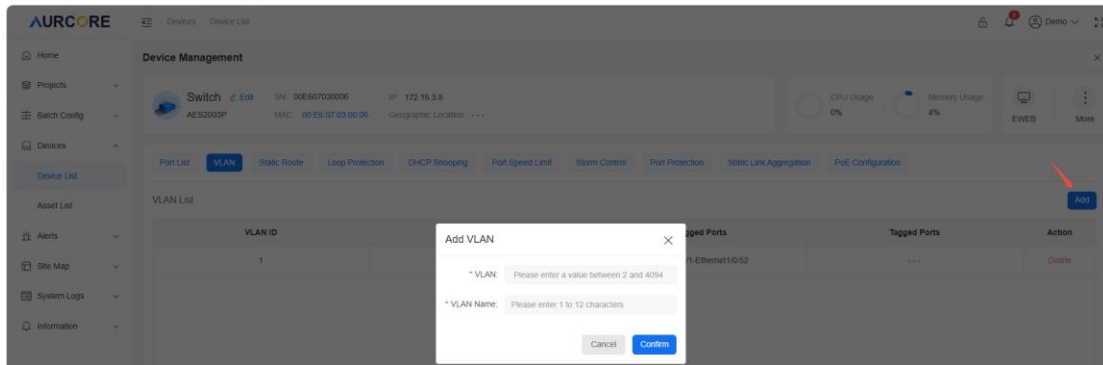 AURCORE
Devices Device List
7
Demo
Home
Projects
Batch Config
Devices
Device List
Asset List
Alerts
Site Map
System Logs
Information
Device Management
Switch Edit SN: 00E607030006 IP: 172.16.3.8
AES2003P MAC: 00:E6:07:03:00:06 Geographic Location: ---
CPU Usage
0%
Memory Usage
4%
EWEB
More
Port List VLAN Static Route Loop Protection DHCP Snooping Port Speed Limit Storm Control Port Protection Static Link Aggregation PoE Configuration
VLAN List
Add
VLAN ID gged Ports Tagged Ports Action
1 /1-Ethernet1/0/52 --- Delete
Add VLAN
* VLAN: Please enter a value between 2 and 4094
* VLAN Name: Please enter 1 to 12 characters
Cancel Confirm